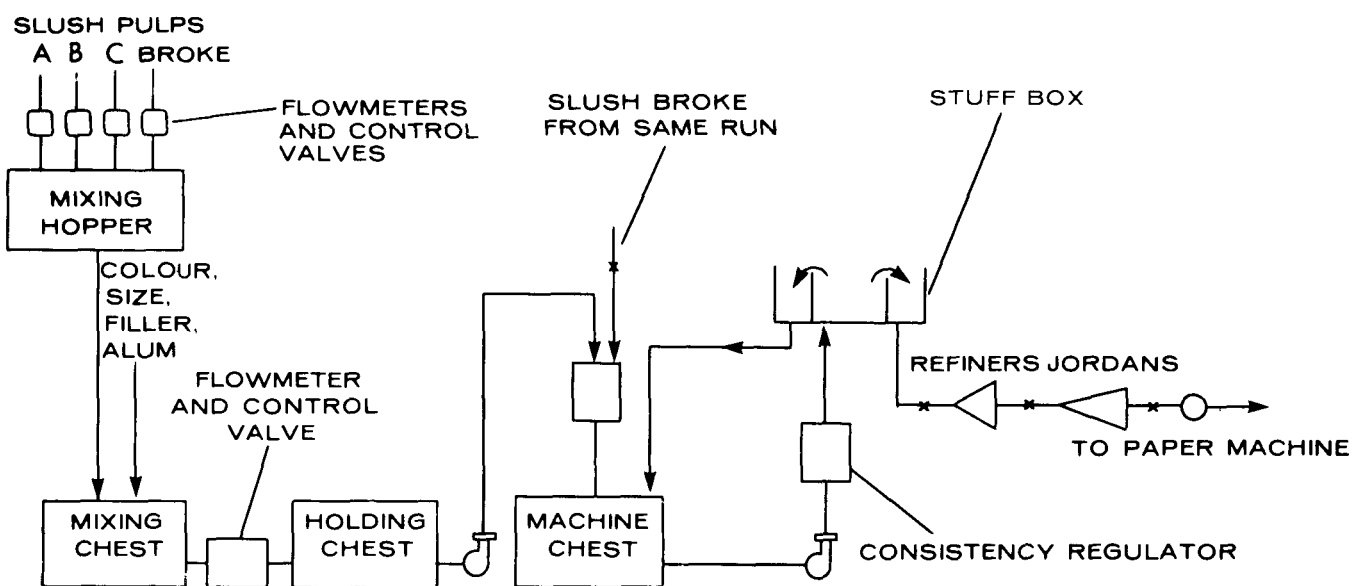 SLUSH PULPS
A B C BROKE
FLOWMETERS
AND CONTROL
VALVES
MIXING
HOPPER
COLOUR,
SIZE,
FILLER,
ALUM
FLOWMETER
AND CONTROL
VALVE
MIXING
CHEST
HOLDING
CHEST
SLUSH BROKE
FROM SAME RUN
MACHINE
CHEST
STUFF BOX
REFINERS JORDANS
TO PAPER MACHINE
CONSISTENCY REGULATOR